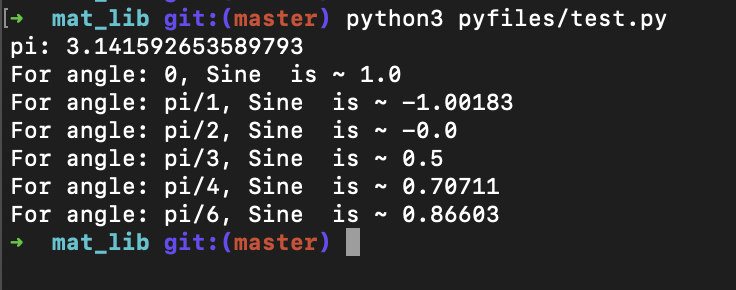 [➜  mat_lib git:(master) python3 pyfiles/test.py
pi: 3.141592653589793
For angle: 0, Sine  is ~ 1.0
For angle: pi/1, Sine  is ~ -1.00183
For angle: pi/2, Sine  is ~ -0.0
For angle: pi/3, Sine  is ~ 0.5
For angle: pi/4, Sine  is ~ 0.70711
For angle: pi/6, Sine  is ~ 0.86603
➜  mat_lib git:(master)